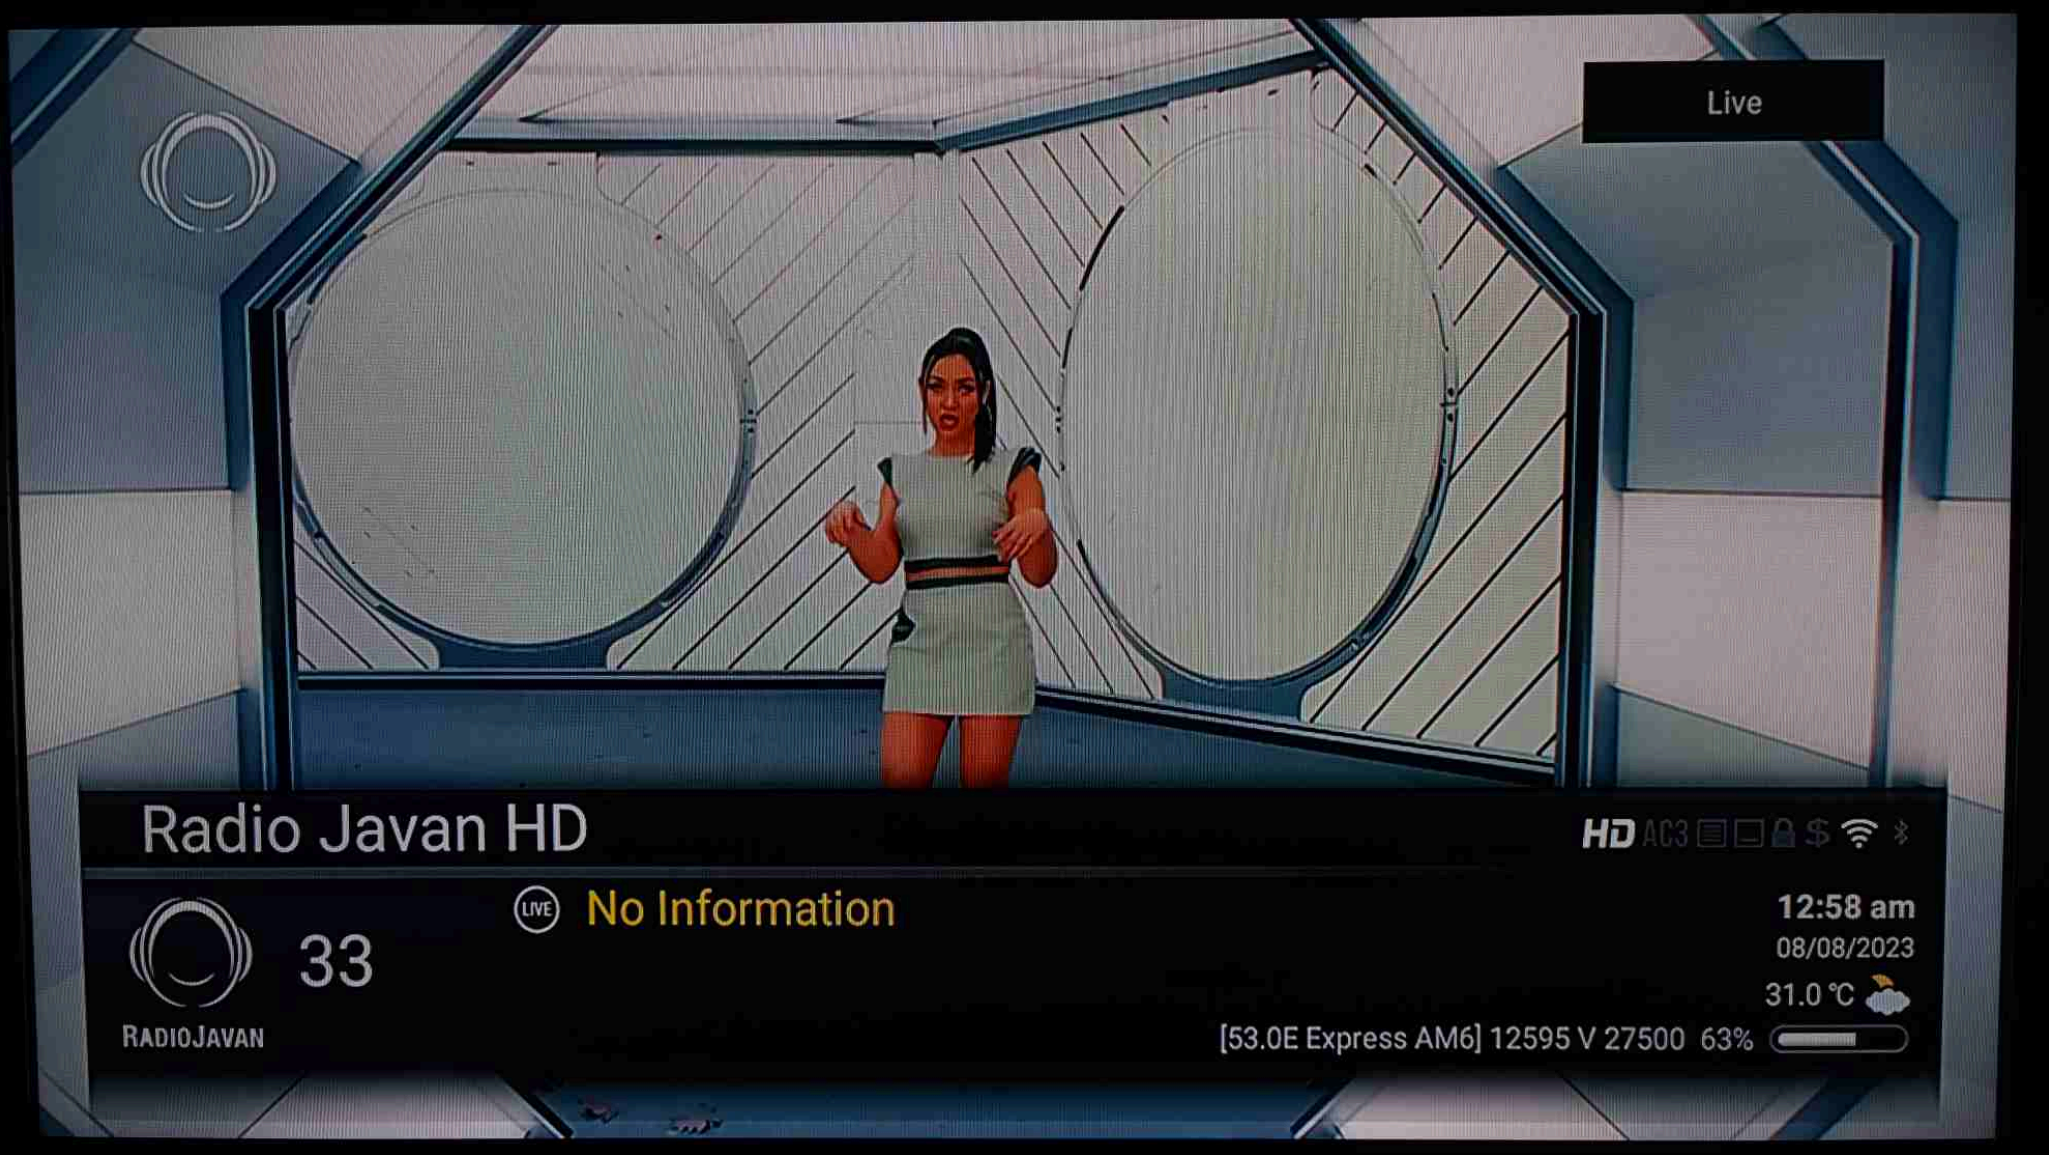 Live
Radio Javan HD
HD AC3 $
LIVE No Information
33
RADIOJAVAN
12:58 am
08/08/2023
31.0 °C
[53.0E Express AM6] 12595 V 27500 63%